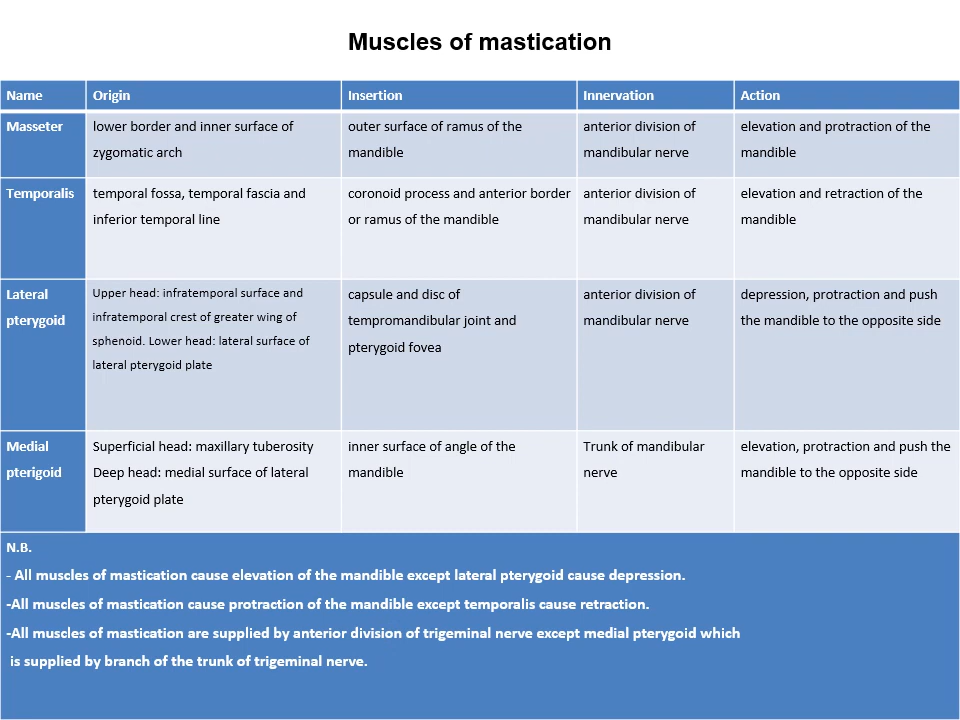 Muscles of mastication
Name Origin Insertion Innervation Action
Masseter
lower border and inner surface of
zygomatic arch
outer surface of ramus of the
mandible
anterior division of
mandibular nerve
elevation and protraction of the
mandible
Temporalis
temporal fossa, temporal fascia and
inferior temporal line
coronoid process and anterior border
or ramus of the mandible
anterior division of
mandibular nerve
elevation and retraction of the
mandible
Lateral
pterygoid
Upper head: infratemporal surface and
infratemporal crest of greater wing of
sphenoid. Lower head: lateral surface of
lateral pterygoid plate
capsule and disc of
tempromandibular joint and
pterygoid fovea
anterior division of
mandibular nerve
depression, protraction and push
the mandible to the opposite side
Medial
pterigoid
Superficial head: maxillary tuberosity
Deep head: medial surface of lateral
pterygoid plate
inner surface of angle of the
mandible
Trunk of mandibular
nerve
elevation, protraction and push the
mandible to the opposite side
N.B.
- All muscles of mastication cause elevation of the mandible except lateral pterygoid cause depression.
-All muscles of mastication cause protraction of the mandible except temporalis cause retraction.
-All muscles of mastication are supplied by anterior division of trigeminal nerve except medial pterygoid which
is supplied by branch of the trunk of trigeminal nerve.